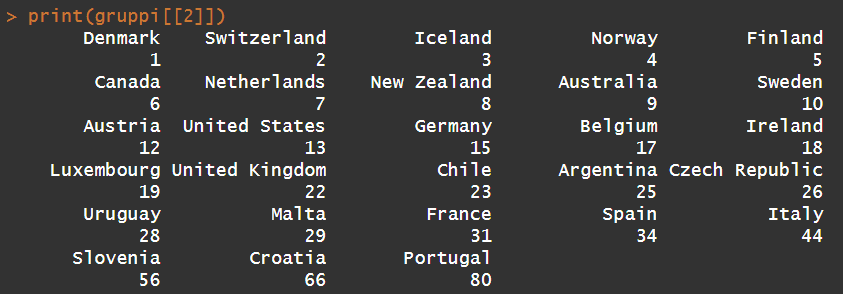 > print(gruppi[[2]])
Denmark Switzerland Iceland Norway Finland
1 2 3 4 5
Canada Netherlands New Zealand Australia Sweden
6 7 8 9 10
Austria United States Germany Belgium Ireland
12 13 15 17 18
Luxembourg United Kingdom Chile Argentina Czech Republic
19 22 23 25 26
Uruguay Malta France Spain Italy
28 29 31 34 44
Slovenia Croatia Portugal
56 66 80